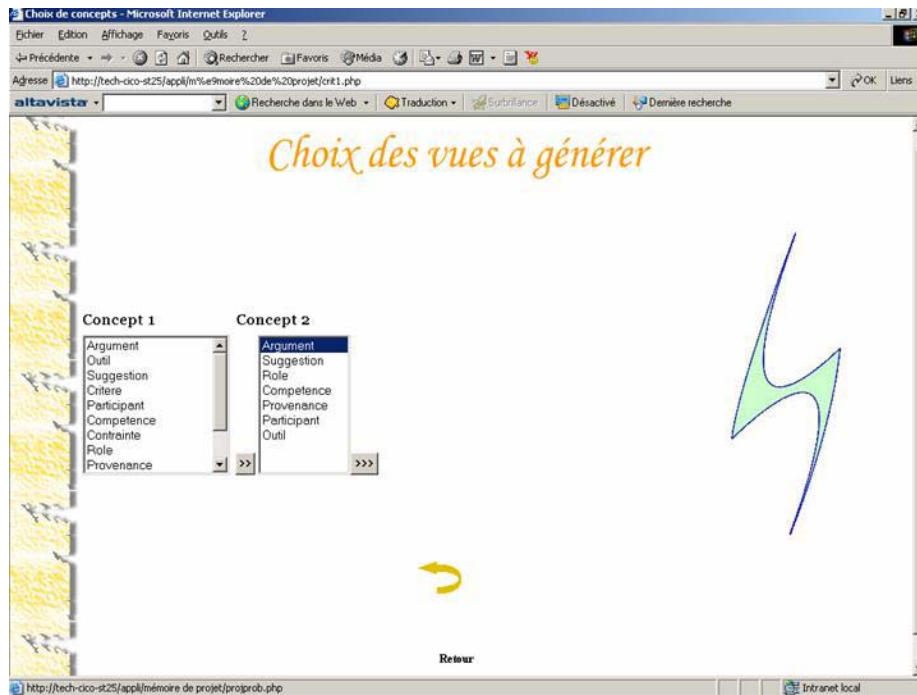 Choix de concepts - Microsoft Internet Explorer
Fichier Edition Affichage Favoris Outils ?
Précédente Rechercher Favoris Média
Adresse http://tech-cico-st25/appli/m%e9moire%20de%20projet/crit1.php OK Liens
altavista Recherche dans le Web Traduction Surbrillance Désactivé Dernière recherche
Choix des vues à générer
Concept 1 Concept 2
Argument Argument
Outil Suggestion
Suggestion Role
Critere Competence
Participant Provenance
Competence Participant
Contrainte Outil
Role
Provenance >> >>>
Retour
http://tech-cico-st25/appli/mémoire de projet/projprob.php Intranet local